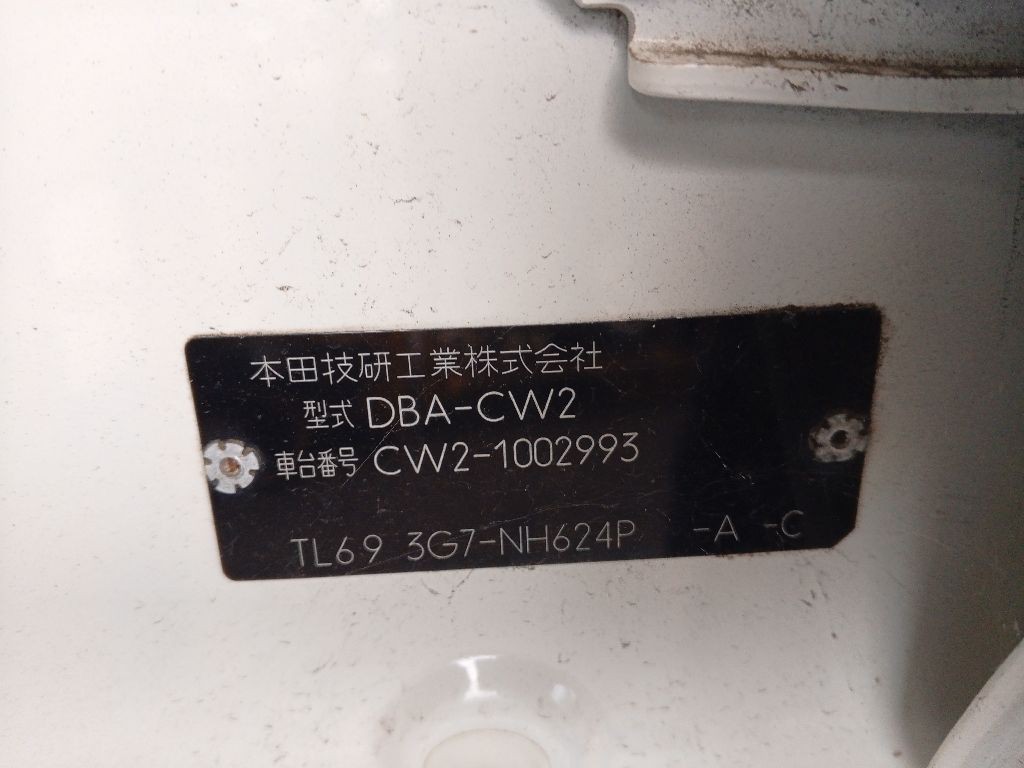 本田技研工業株式会社
型式 DBA-CW2
車台番号 CW2-1002993
TL69 3G7-NH624P -A -C